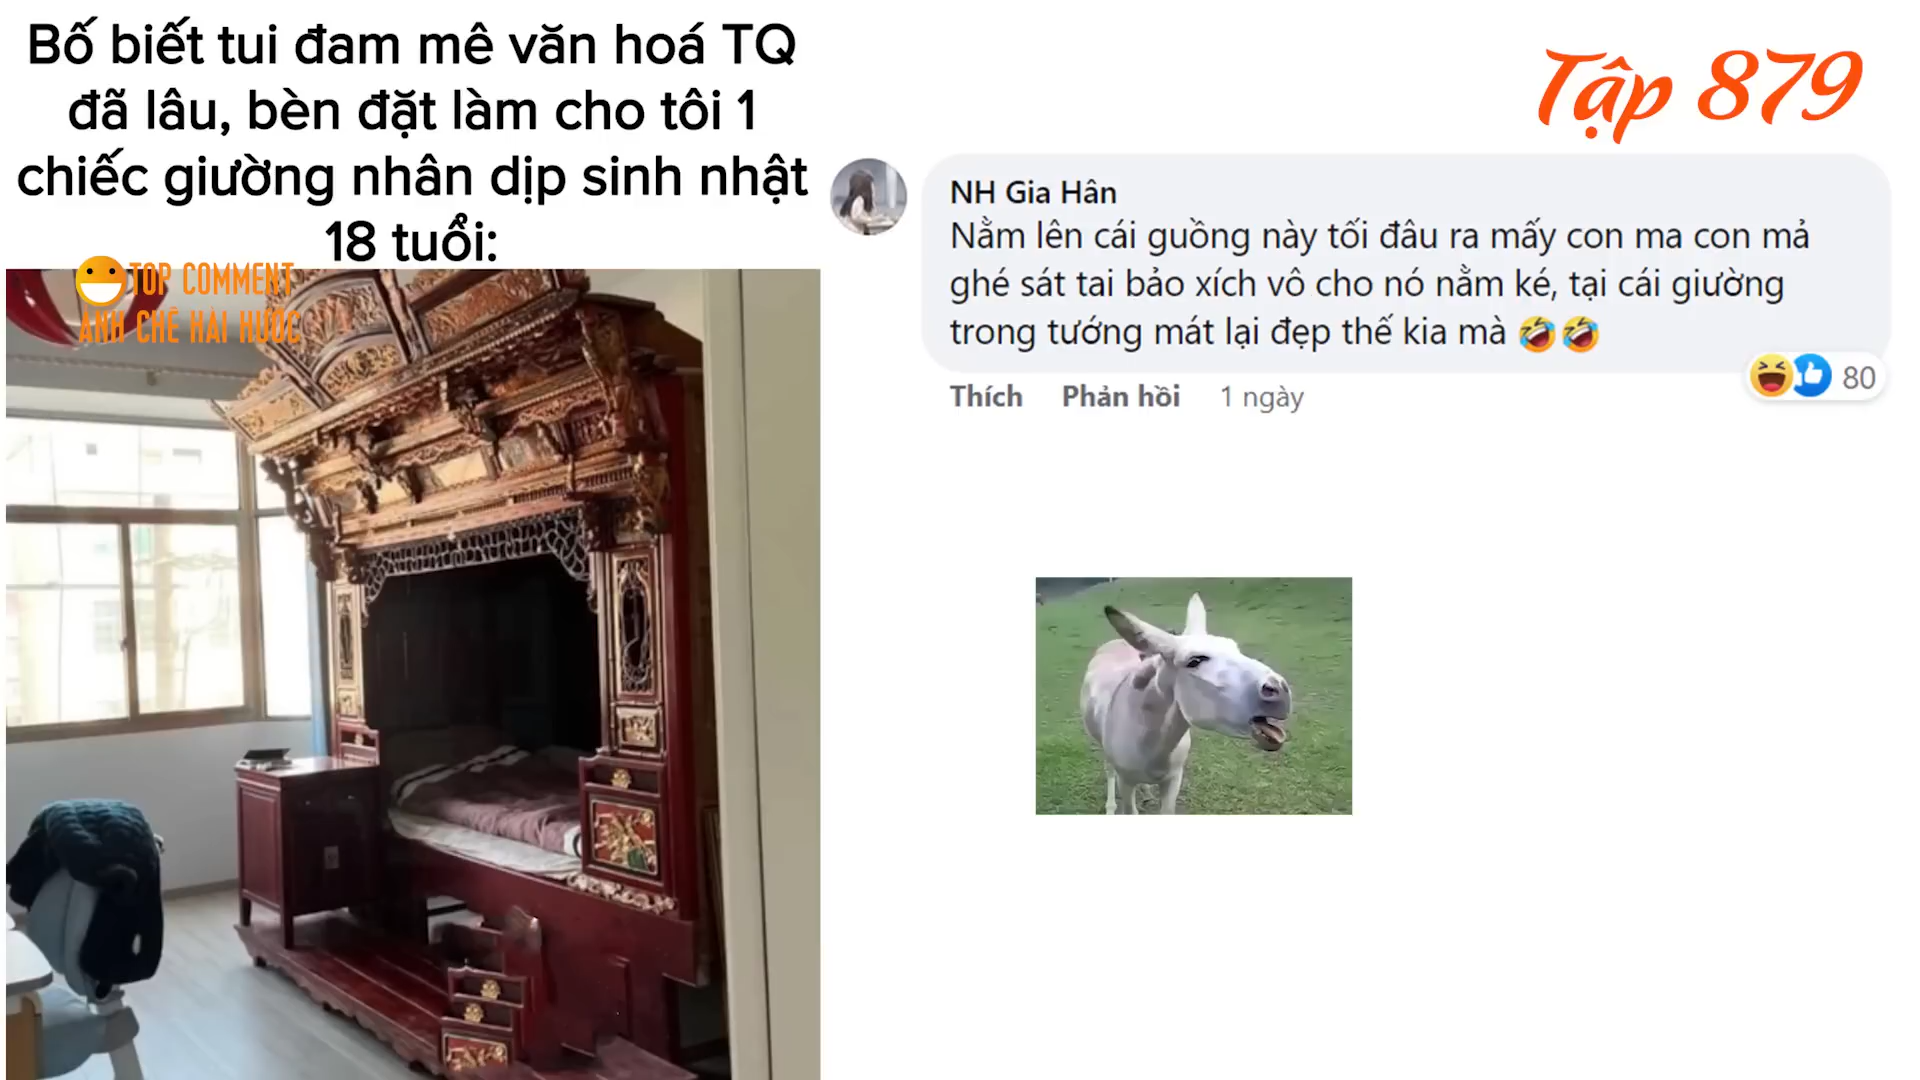 Bố biết tui đam mê văn hoá TQ
đã lâu, bèn đặt làm cho tôi 1
chiếc giường nhân dịp sinh nhật
18 tuổi:
TOP COMMENT
ẢNH CHẾ HÀI HƯỚC
Tập 879
NH Gia Hân
Nằm lên cái guồng này tối đâu ra mấy con ma con mả
ghé sát tai bảo xích vô cho nó nằm ké, tại cái giường
trong tướng mát lại đẹp thế kia mà 🤣🤣
80
Thích Phản hồi 1 ngày